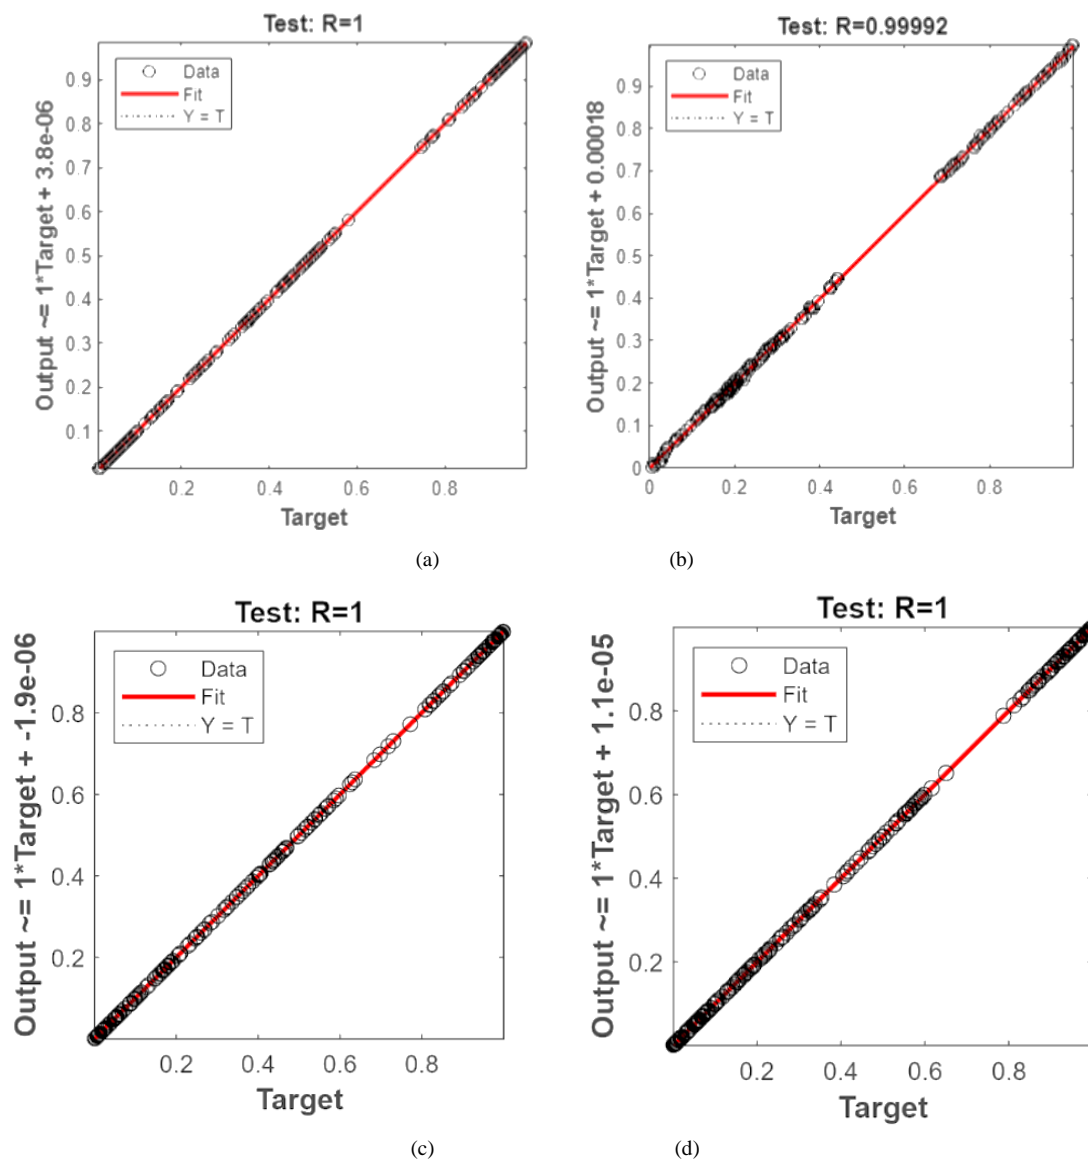 Test: R=1
Output ~= 1*Target + 3.8e-06
0.9
0.8
0.7
0.6
0.5
0.4
0.3
0.2
0.1
Data
Fit
Y = T
0.2 0.4 0.6 0.8
Target
(a)
Test: R=0.99992
Output ~= 1*Target + 0.00018
1
0.9
0.8
0.7
0.6
0.5
0.4
0.3
0.2
0.1
0
Data
Fit
Y = T
0 0.2 0.4 0.6 0.8
Target
(b)
Test: R=1
Output ~= 1*Target + -1.9e-06
0.8
0.6
0.4
0.2
Data
Fit
Y = T
0.2 0.4 0.6 0.8
Target
(c)
Test: R=1
Output ~= 1*Target + 1.1e-05
0.8
0.6
0.4
0.2
Data
Fit
Y = T
0.2 0.4 0.6 0.8
Target
(d)